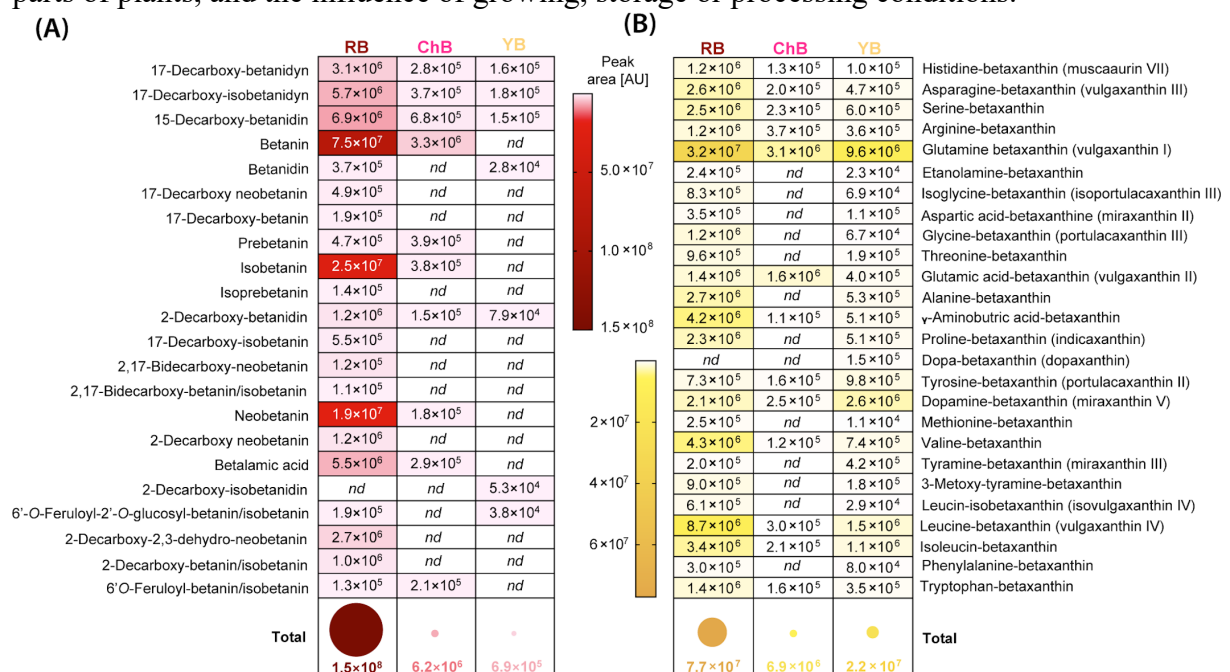 parts of plants, and the influence of growing, storage or processing conditions.
(A)
RB ChB YB
17-Decarboxy-betanidyn 3.1×10⁶ 2.8×10⁵ 1.6×10⁵
17-Decarboxy-isobetanidyn 5.7×10⁶ 3.7×10⁵ 1.8×10⁵
15-Decarboxy-betanidin 6.9×10⁶ 6.8×10⁵ 1.5×10⁵
Betanin 7.5×10⁷ 3.3×10⁶ nd
Betanidin 3.7×10⁵ nd 2.8×10⁴
17-Decarboxy neobetanin 4.9×10⁵ nd nd
17-Decarboxy-betanin 1.9×10⁵ nd nd
Prebetanin 4.7×10⁵ 3.9×10⁵ nd
Isobetanin 2.5×10⁷ 3.8×10⁵ nd
Isoprebetanin 1.4×10⁵ nd nd
2-Decarboxy-betanidin 1.2×10⁶ 1.5×10⁵ 7.9×10⁴
17-Decarboxy-isobetanin 5.5×10⁵ nd nd
2,17-Bidecarboxy-neobetanin 1.2×10⁵ nd nd
2,17-Bidecarboxy-betanin/isobetanin 1.1×10⁵ nd nd
Neobetanin 1.9×10⁷ 1.8×10⁵ nd
2-Decarboxy neobetanin 1.2×10⁶ nd nd
Betalamic acid 5.5×10⁶ 2.9×10⁵ nd
2-Decarboxy-isobetanidin nd nd 5.3×10⁴
6'-O-Feruloyl-2'-O-glucosyl-betanin/isobetanin 1.9×10⁵ nd 3.8×10⁴
2-Decarboxy-2,3-dehydro-neobetanin 2.7×10⁶ nd nd
2-Decarboxy-betanin/isobetanin 1.0×10⁶ nd nd
6'O-Feruloyl-betanin/isobetanin 1.3×10⁵ 2.1×10⁵ nd
Total
1.5×10⁸ 6.2×10⁶ 6.9×10⁵
Peak
area [AU]
5.0×10⁷
1.0×10⁸
1.5×10⁸
2×10⁷
4×10⁷
6×10⁷
(B)
RB ChB YB
1.2×10⁶ 1.3×10⁵ 1.0×10⁵ Histidine-betaxanthin (muscaaurin VII)
2.6×10⁶ 2.0×10⁵ 4.7×10⁵ Asparagine-betaxanthin (vulgaxanthin III)
2.5×10⁶ 2.3×10⁵ 6.0×10⁵ Serine-betaxanthin
1.2×10⁶ 3.7×10⁵ 3.6×10⁵ Arginine-betaxanthin
3.2×10⁷ 3.1×10⁶ 9.6×10⁶ Glutamine betaxanthin (vulgaxanthin I)
2.4×10⁵ nd 2.3×10⁴ Etanolamine-betaxanthin
8.3×10⁵ nd 6.9×10⁴ Isoglycine-betaxanthin (isoportulacaxanthin III)
3.5×10⁵ nd 1.1×10⁵ Aspartic acid-betaxanthine (miraxanthin II)
1.2×10⁶ nd 6.7×10⁴ Glycine-betaxanthin (portulacaxanthin III)
9.6×10⁵ nd 1.9×10⁵ Threonine-betaxanthin
1.4×10⁶ 1.6×10⁶ 4.0×10⁵ Glutamic acid-betaxanthin (vulgaxanthin II)
2.7×10⁶ nd 5.3×10⁵ Alanine-betaxanthin
4.2×10⁶ 1.1×10⁵ 5.1×10⁵ γ-Aminobutric acid-betaxanthin
2.3×10⁶ nd 5.1×10⁵ Proline-betaxanthin (indicaxanthin)
nd nd 1.5×10⁵ Dopa-betaxanthin (dopaxanthin)
7.3×10⁵ 1.6×10⁵ 9.8×10⁵ Tyrosine-betaxanthin (portulacaxanthin II)
2.1×10⁶ 2.5×10⁵ 2.6×10⁶ Dopamine-betaxanthin (miraxanthin V)
2.5×10⁵ nd 1.1×10⁴ Methionine-betaxanthin
4.3×10⁶ 1.2×10⁵ 7.4×10⁵ Valine-betaxanthin
2.0×10⁵ nd 4.2×10⁵ Tyramine-betaxanthin (miraxanthin III)
9.0×10⁵ nd 1.8×10⁵ 3-Metoxy-tyramine-betaxanthin
6.1×10⁵ nd 2.9×10⁴ Leucin-isobetaxanthin (isovulgaxanthin IV)
8.7×10⁶ 3.0×10⁵ 1.5×10⁶ Leucine-betaxanthin (vulgaxanthin IV)
3.4×10⁶ 2.1×10⁵ 1.1×10⁶ Isoleucin-betaxanthin
3.0×10⁵ nd 8.0×10⁴ Phenylalanine-betaxanthin
1.4×10⁶ 1.6×10⁵ 3.5×10⁵ Tryptophan-betaxanthin
Total
7.7×10⁷ 6.9×10⁶ 2.2×10⁷